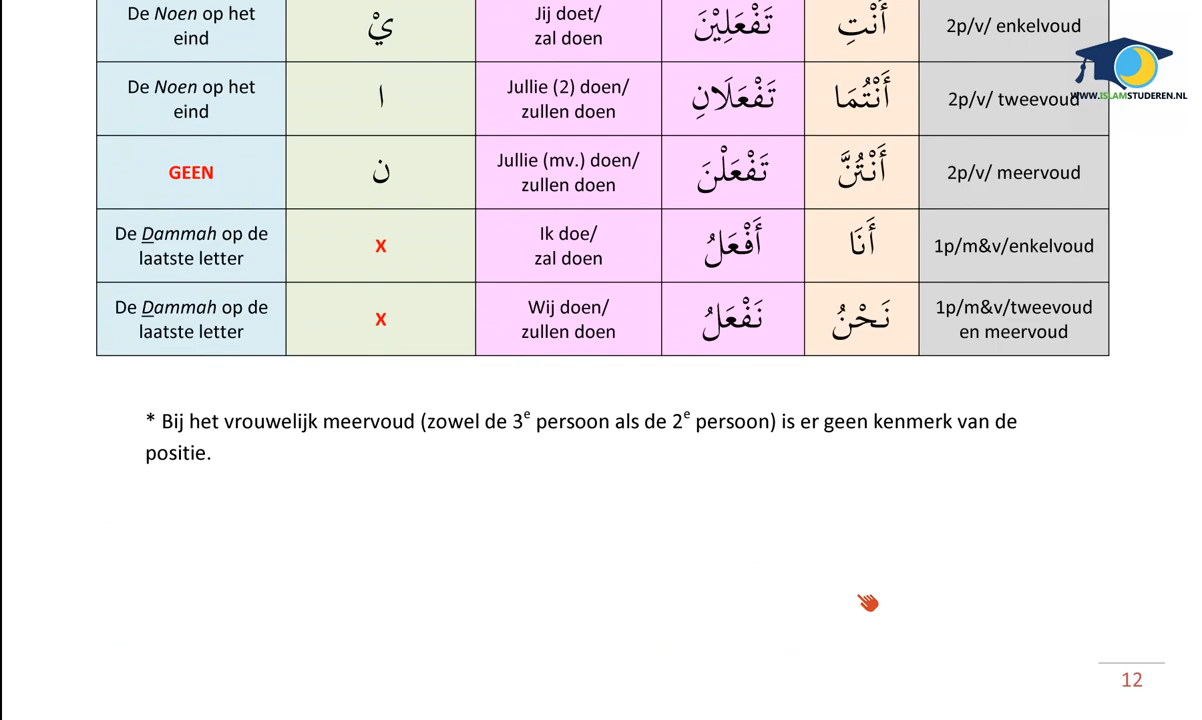 De Noen op het
eind
يْ
Jij doet/
zal doen
تَفْعَلِيْنَ
أَنْتِ
2p/v/ enkelvoud
De Noen op het
eind
ا
Jullie (2) doen/
zullen doen
تَفْعَلَانِ
أَنْتُمَا
2p/v/ tweevoud
WWW.ISLAMSTUDEREN.NL
GEEN
ن
Jullie (mv.) doen/
zullen doen
تَفْعَلْنَ
أَنْتُنَّ
2p/v/ meervoud
De Dammah op de
laatste letter
X
Ik doe/
zal doen
أَفْعَلُ
أَنَا
1p/m&v/enkelvoud
De Dammah op de
laatste letter
X
Wij doen/
zullen doen
نَفْعَلُ
نَحْنُ
1p/m&v/tweevoud
en meervoud
* Bij het vrouwelijk meervoud (zowel de 3e persoon als de 2e persoon) is er geen kenmerk van de
positie.
12